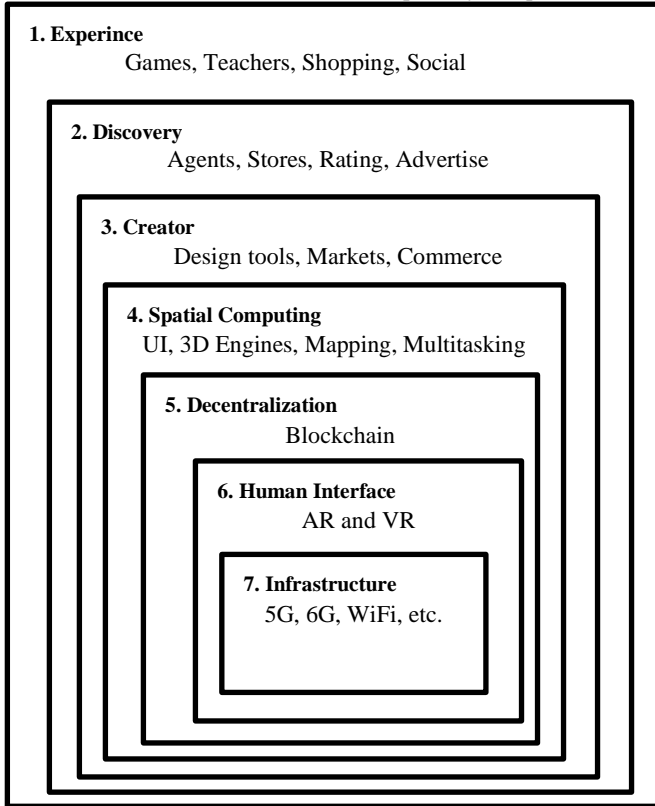 1. Experince
Games, Teachers, Shopping, Social
2. Discovery
Agents, Stores, Rating, Advertise
3. Creator
Design tools, Markets, Commerce
4. Spatial Computing
UI, 3D Engines, Mapping, Multitasking
5. Decentralization
Blockchain
6. Human Interface
AR and VR
7. Infrastructure
5G, 6G, WiFi, etc.